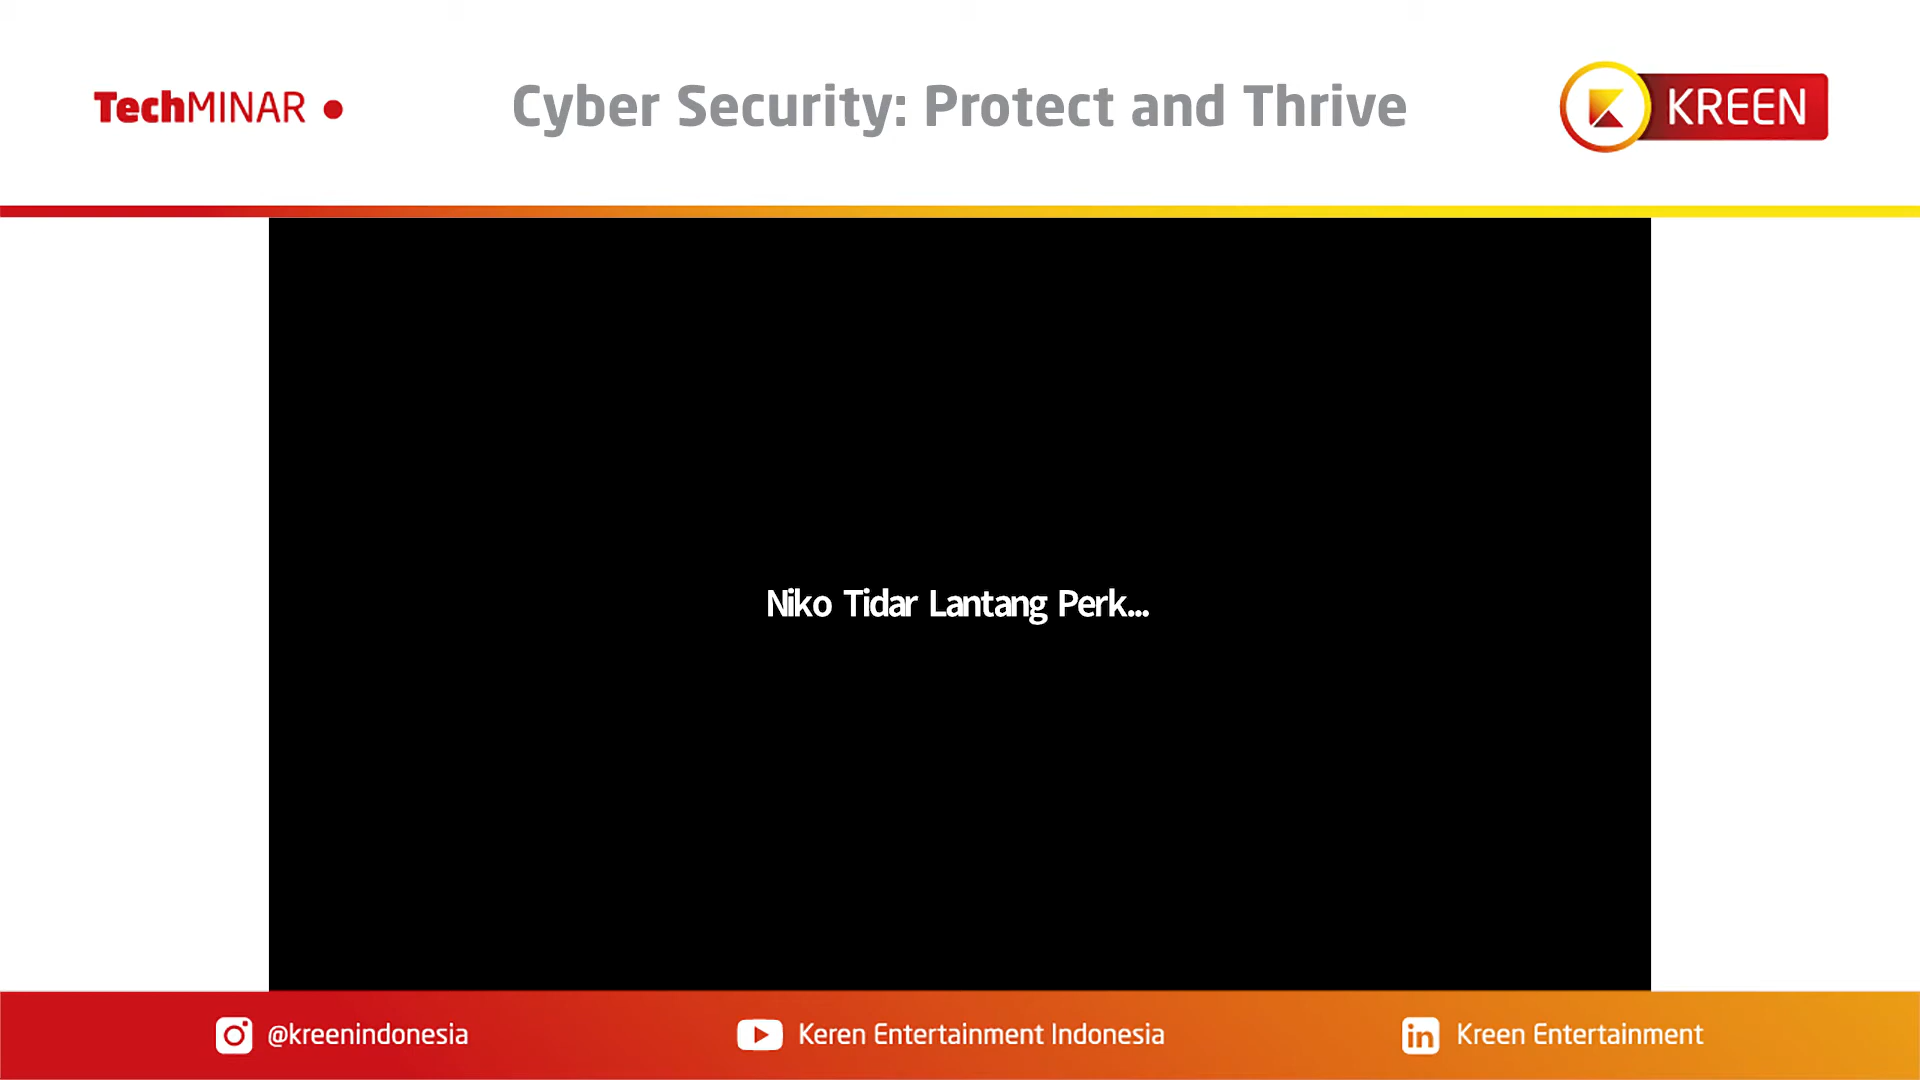 TechMINAR
Cyber Security: Protect and Thrive
KREEN
Niko Tidar Lantang Perk...
@kreenindonesia
Keren Entertainment Indonesia
Kreen Entertainment